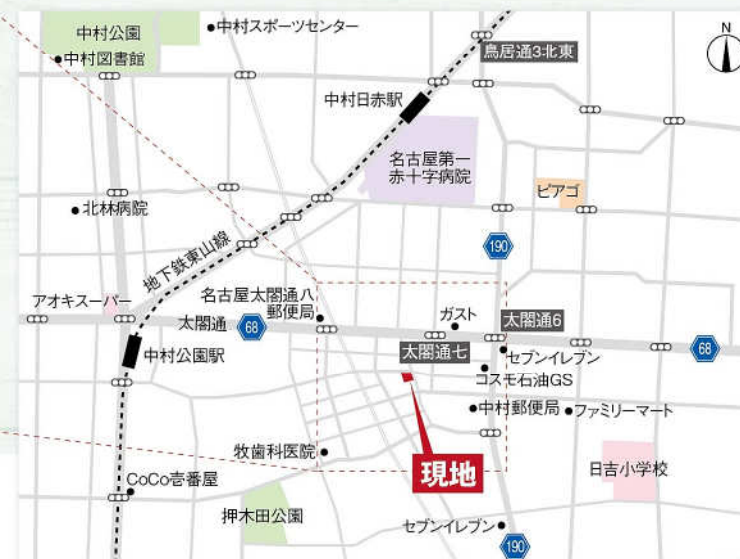 中村公園
中村スポーツセンター
中村図書館
鳥居通3北東
N
中村日赤駅
名古屋第一
赤十字病院
ピアゴ
北林病院
190
地下鉄東山線
アオキスーパー
名古屋太閤通八
郵便局
ガスト
太閤通
68
太閤通6
太閤通七
セブンイレブン
68
中村公園駅
コスモ石油GS
中村郵便局
ファミリーマート
牧歯科医院
現地
日吉小学校
CoCo壱番屋
押木田公園
セブンイレブン
190